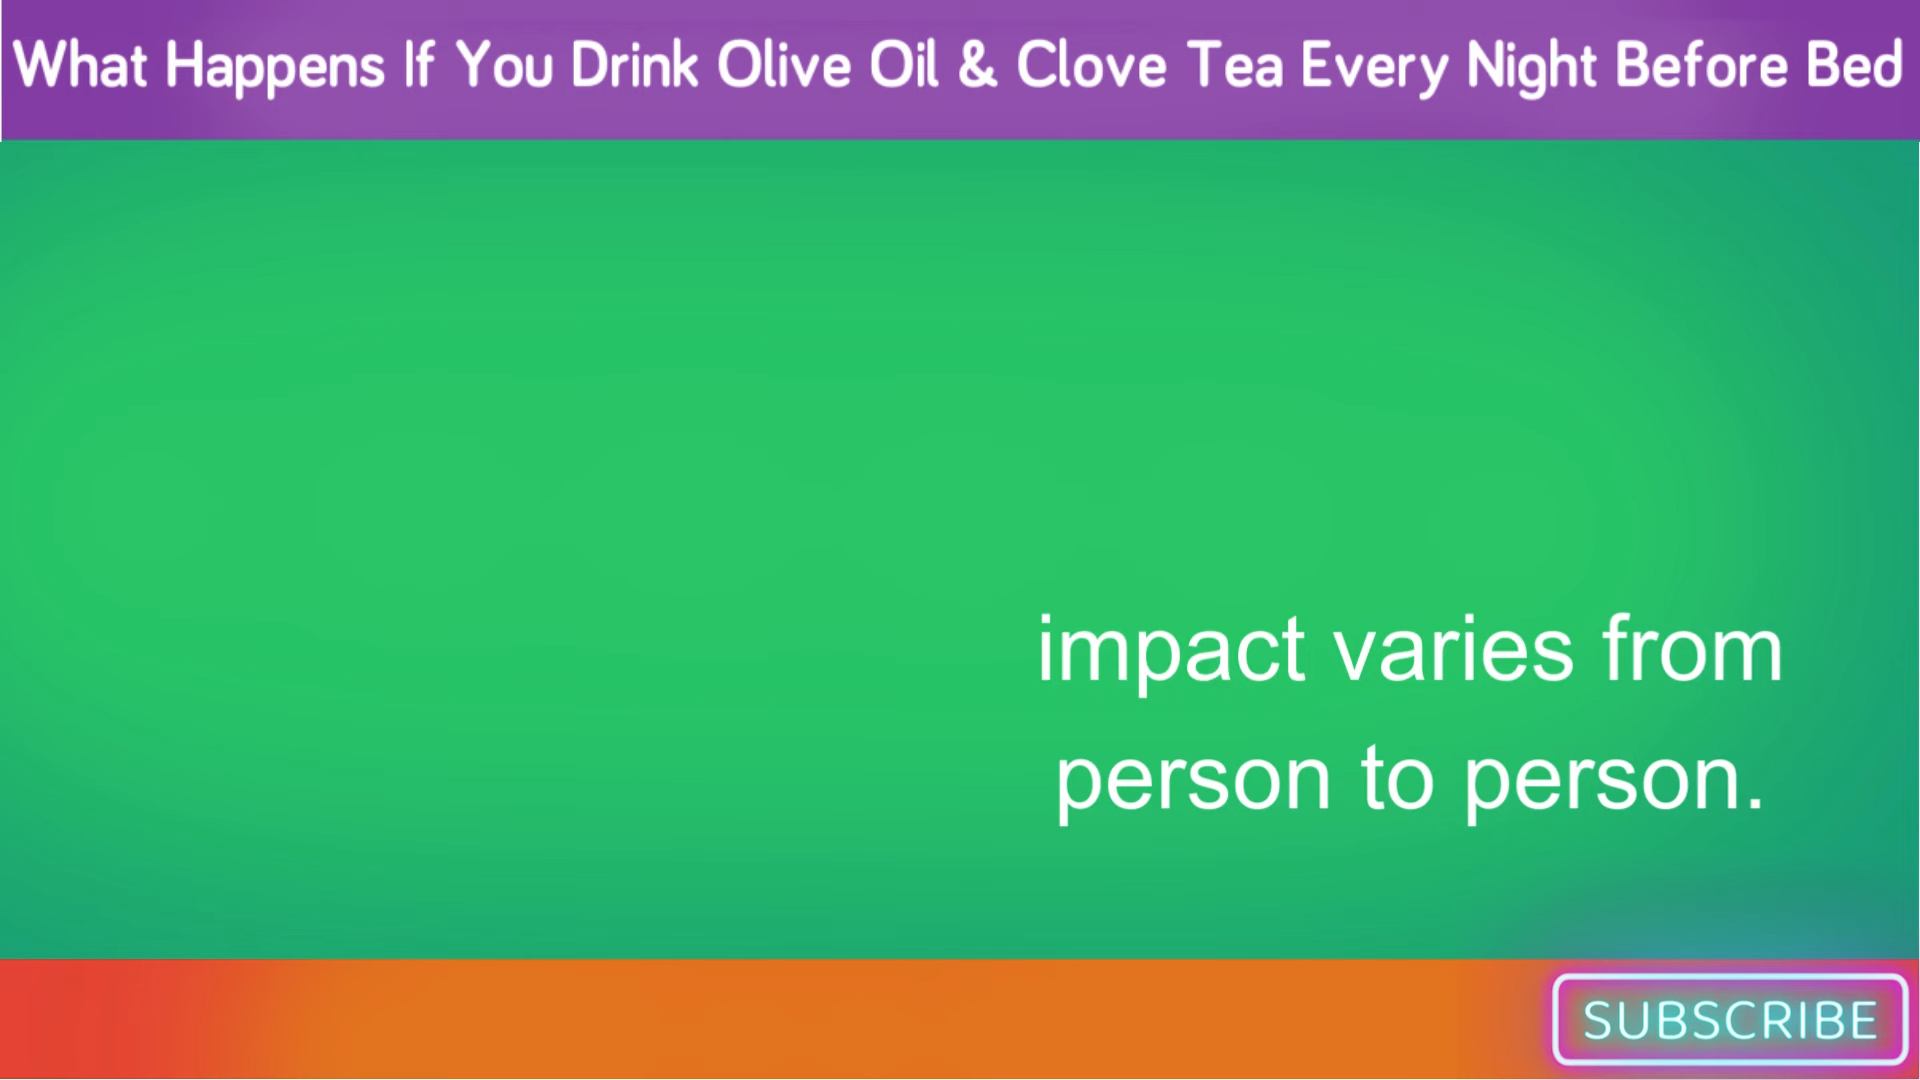 What Happens If You Drink Olive Oil & Clove Tea Every Night Before Bed
impact varies from
person to person.
SUBSCRIBE